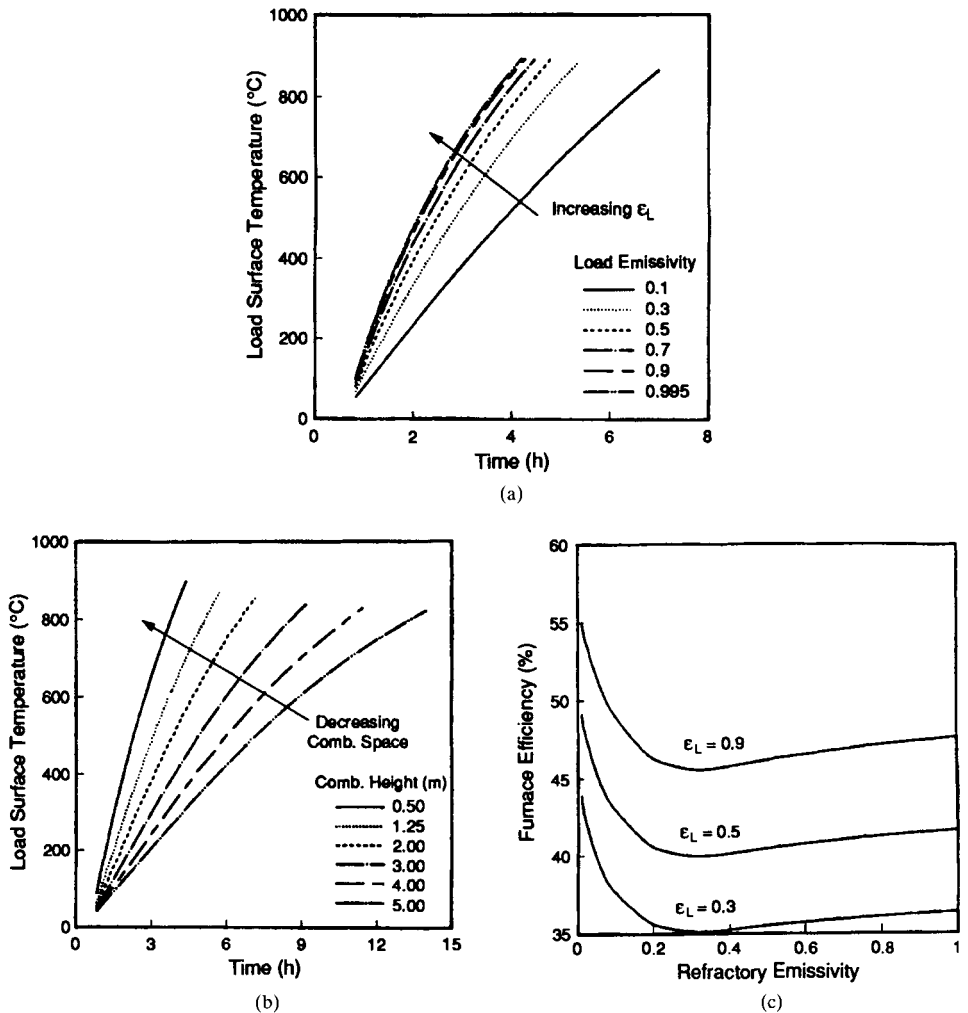 1000
800
600
400
200
0
Load Surface Temperature (°C)
Increasing εL
Load Emissivity
0.1
0.3
0.5
0.7
0.9
0.995
0 2 4 6 8
Time (h)
(a)
1000
800
600
400
200
0
Load Surface Temperature (°C)
Decreasing
Comb. Space
Comb. Height (m)
0.50
1.25
2.00
3.00
4.00
5.00
0 3 6 9 12 15
Time (h)
(b)
60
55
50
45
40
35
Furnace Efficiency (%)
εL = 0.9
εL = 0.5
εL = 0.3
0 0.2 0.4 0.6 0.8 1
Refractory Emissivity
(c)